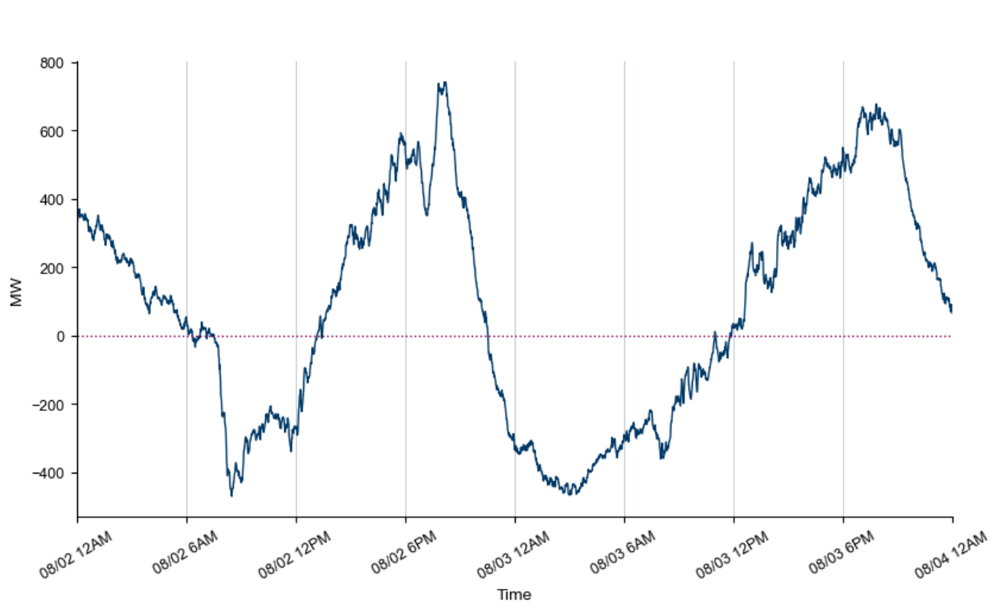 800
600
400
200
0
−200
−400
MW
08/02 12AM
08/02 6AM
08/02 12PM
08/02 6PM
08/03 12AM
08/03 6AM
08/03 12PM
08/03 6PM
08/04 12AM
Time